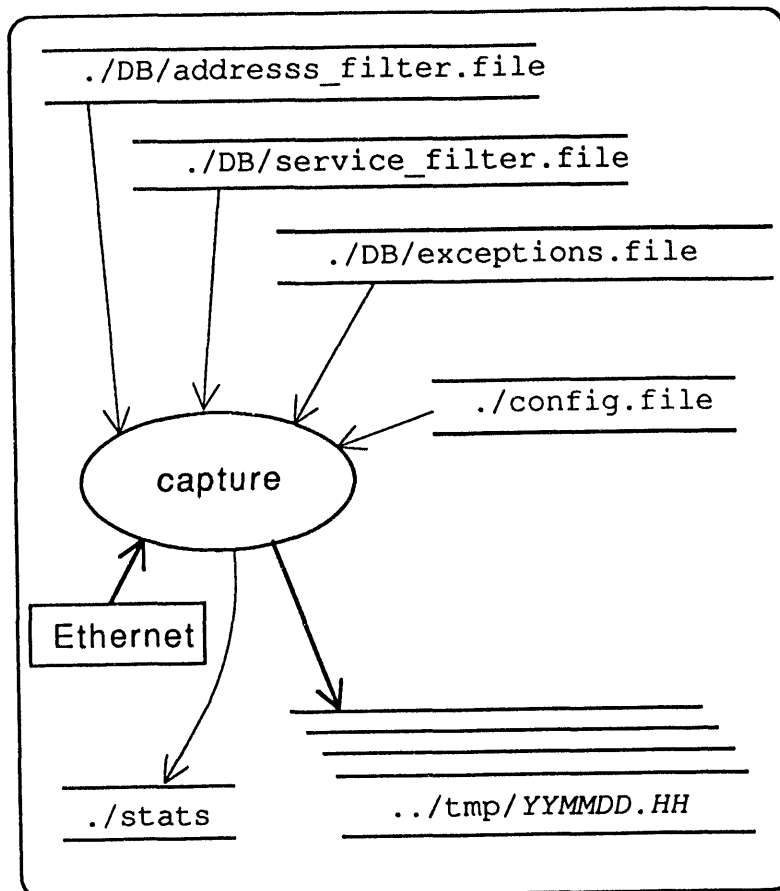 ./DB/addresss_filter.file
./DB/service_filter.file
./DB/exceptions.file
./config.file
capture
Ethernet
./stats
../tmp/YYMMDD.HH